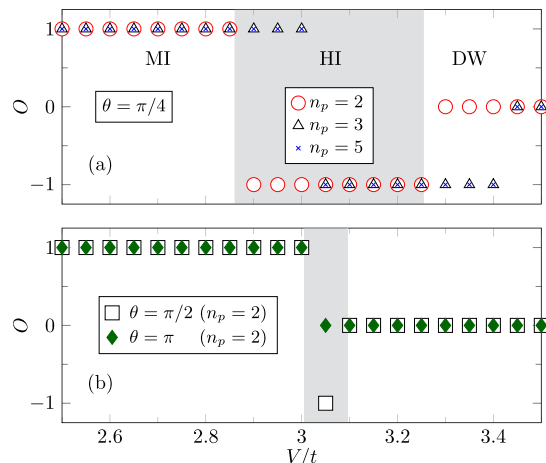 1
MI
HI
DW
O
0
θ = π/4
n_p = 2
n_p = 3
n_p = 5
(a)
−1
1
O
0
θ = π/2 (n_p = 2)
θ = π (n_p = 2)
(b)
−1
2.6 2.8 3 3.2 3.4
V/t